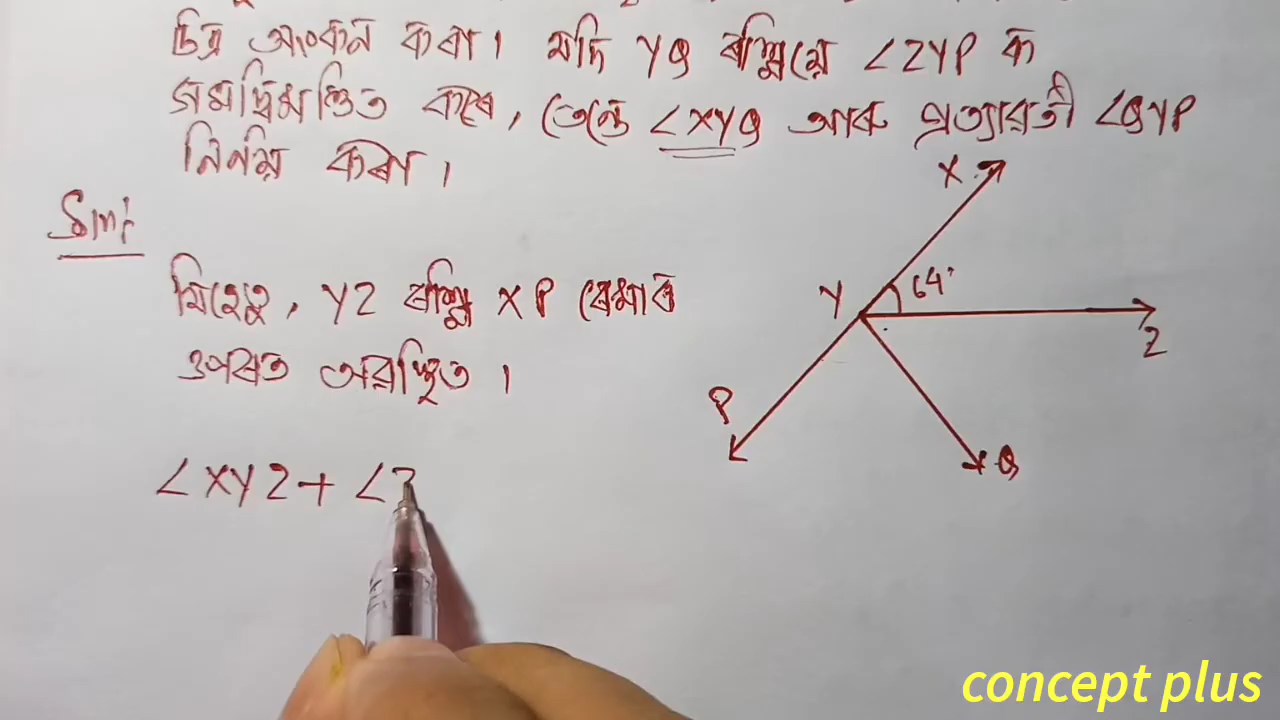 চিত্ৰ অংকন কৰা। যদি YQ ৰশ্মিয়ে ∠ZYP ক
সমদ্বিখণ্ডিত কৰে, তেন্তে ∠XYQ আৰু প্ৰত্যাৱৰ্তী ∠QYP
নিৰ্ণয় কৰা।
Soln:
যিহেতু, YZ ৰশ্মি XP ৰেখাৰ
ওপৰত অৱস্থিত।
∠XYZ + ∠Z
X
Y
64°
Z
P
Q
concept plus